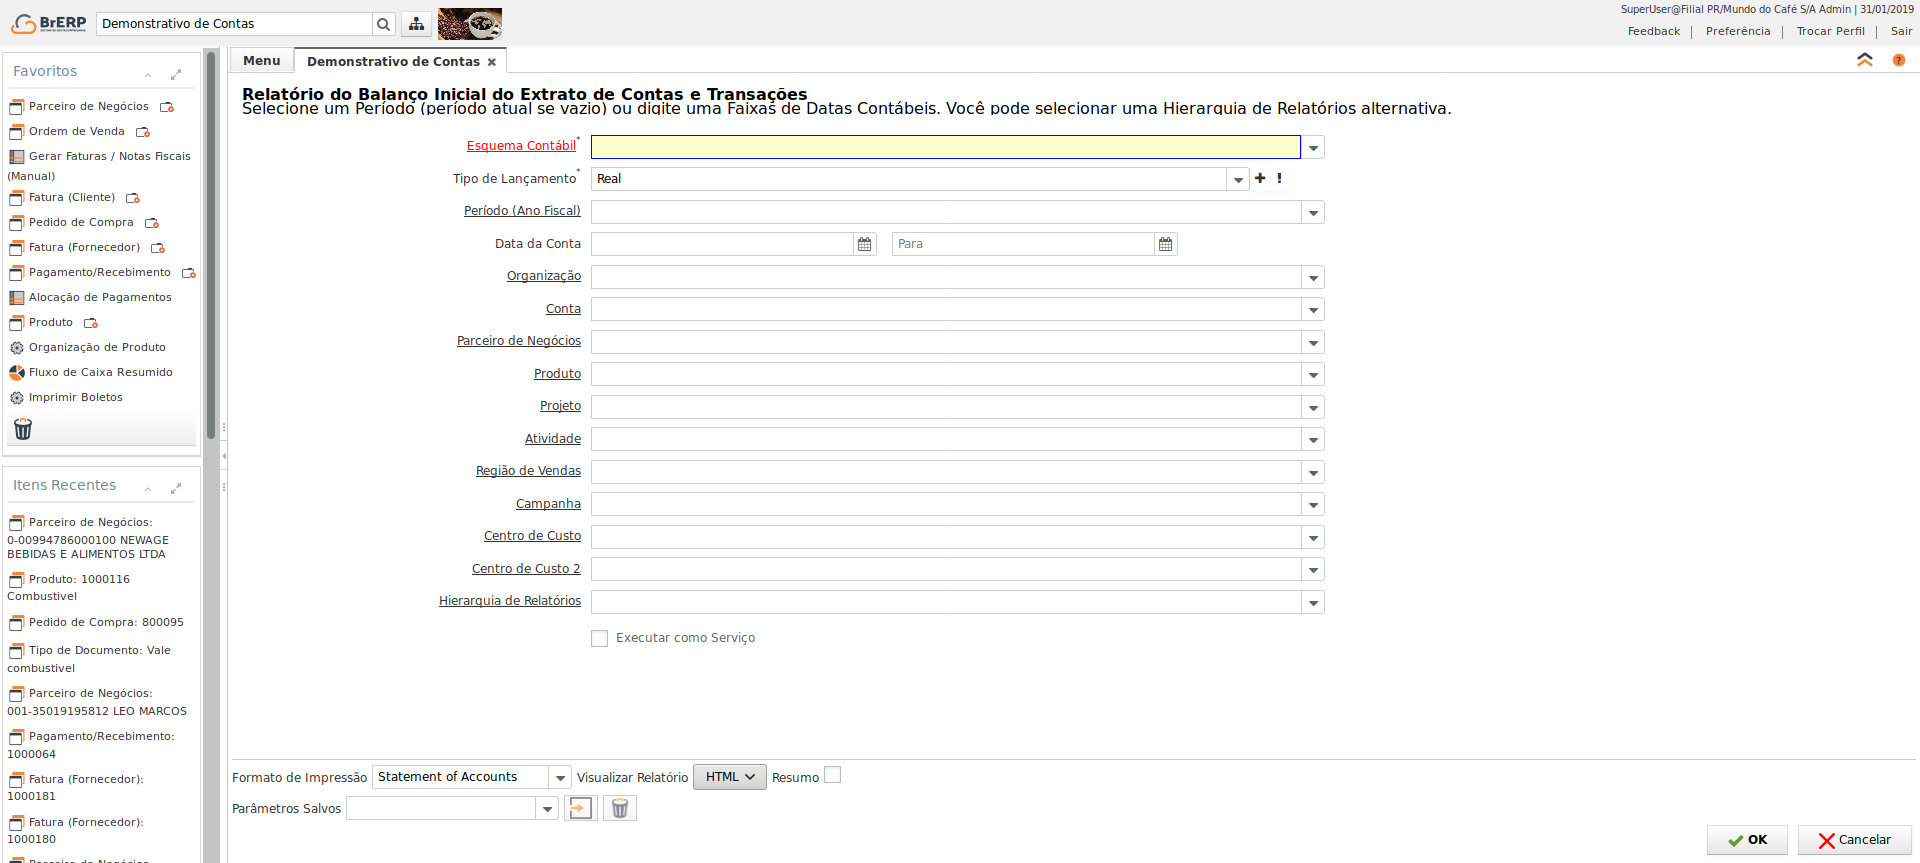 BrERP
Demonstrativo de Contas
SuperUser@Filial PR/Mundo do Café S/A Admin | 31/01/2019
Feedback | Preferência | Trocar Perfil | Sair
Favoritos
Parceiro de Negócios
Ordem de Venda
Gerar Faturas / Notas Fiscais
(Manual)
Fatura (Cliente)
Pedido de Compra
Fatura (Fornecedor)
Pagamento/Recebimento
Alocação de Pagamentos
Produto
Organização de Produto
Fluxo de Caixa Resumido
Imprimir Boletos
Itens Recentes
Parceiro de Negócios:
0-00994786000100 NEWAGE
BEBIDAS E ALIMENTOS LTDA
Produto: 1000116
Combustivel
Pedido de Compra: 800095
Tipo de Documento: Vale
combustivel
Parceiro de Negócios:
001-35019195812 LEO MARCOS
Pagamento/Recebimento:
1000064
Fatura (Fornecedor):
1000181
Fatura (Fornecedor):
1000180
Parceiro de Negócios
Menu
Demonstrativo de Contas
Relatório do Balanço Inicial do Extrato de Contas e Transações
Selecione um Período (período atual se vazio) ou digite uma Faixas de Datas Contábeis. Você pode selecionar uma Hierarquia de Relatórios alternativa.
Esquema Contábil*
Tipo de Lançamento* Real
Período (Ano Fiscal)
Data da Conta Para
Organização
Conta
Parceiro de Negócios
Produto
Projeto
Atividade
Região de Vendas
Campanha
Centro de Custo
Centro de Custo 2
Hierarquia de Relatórios
Executar como Serviço
Formato de Impressão Statement of Accounts Visualizar Relatório HTML Resumo
Parâmetros Salvos
OK Cancelar